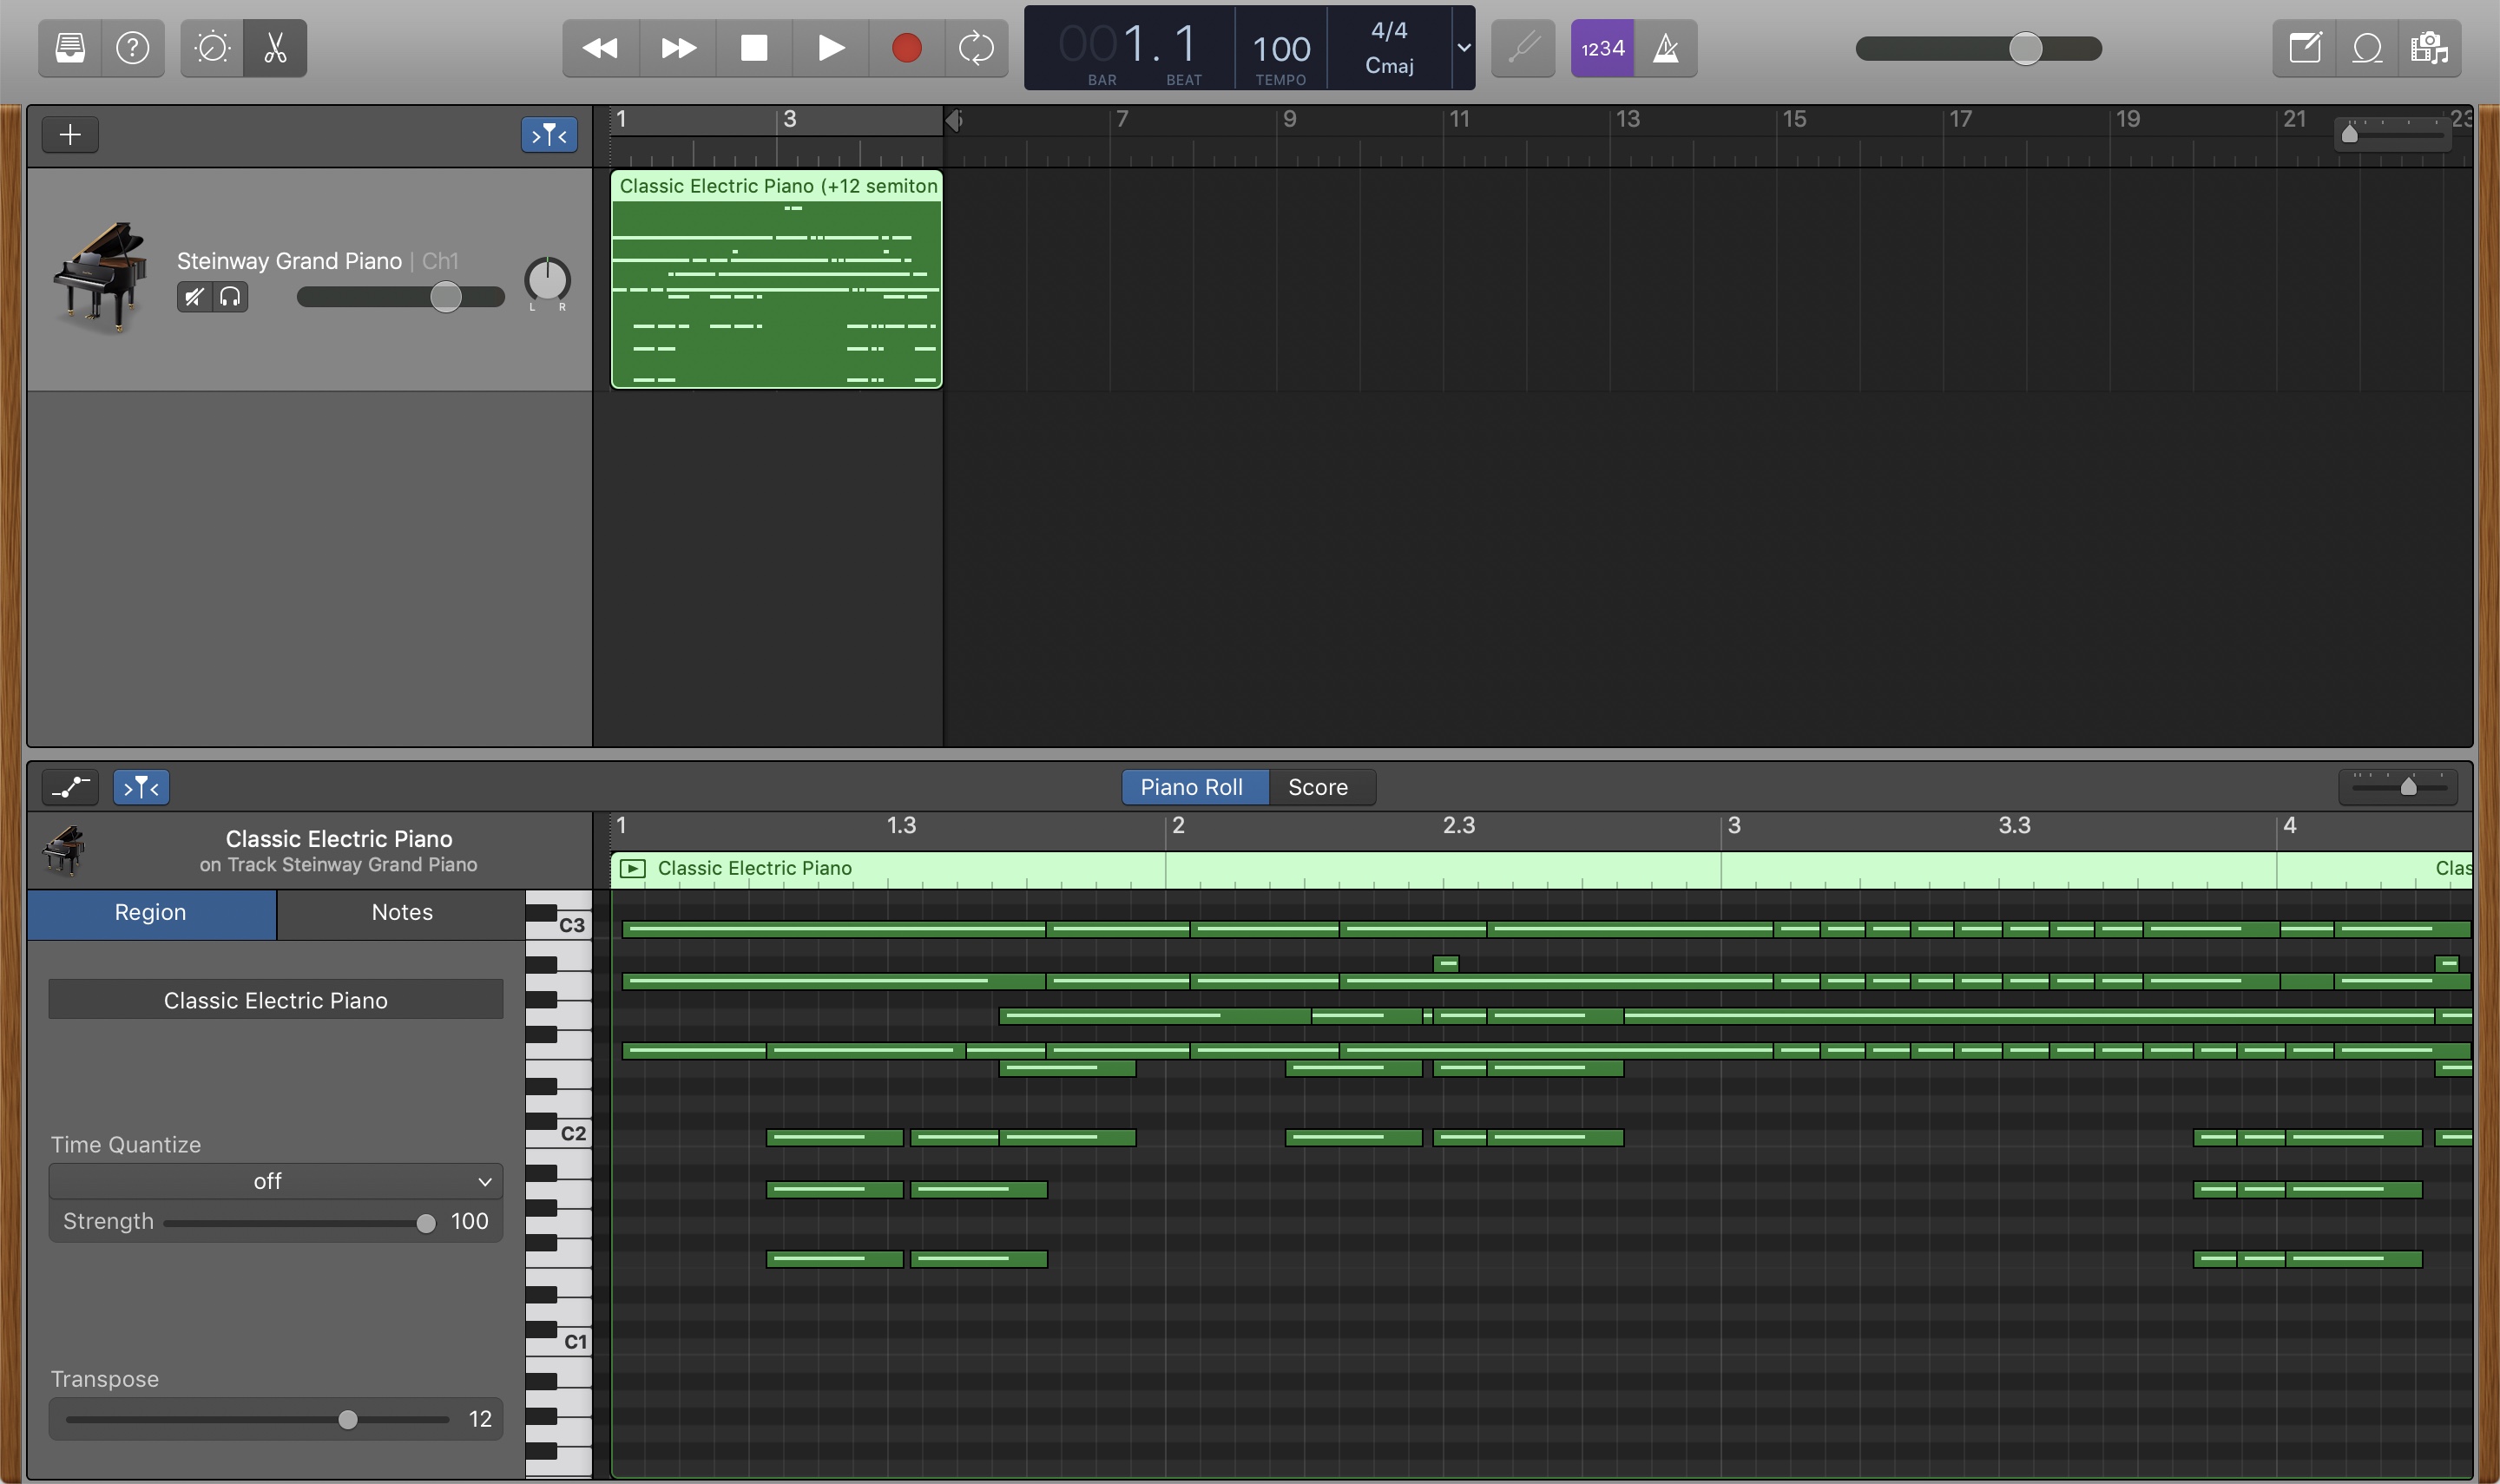 001. 1
BAR BEAT
100
TEMPO
4/4
Cmaj
1234
1 3 7 9 11 13 15 17 19 21 23
Classic Electric Piano (+12 semiton
Steinway Grand Piano | Ch1
L R
Piano Roll Score
Classic Electric Piano
on Track Steinway Grand Piano
1 1.3 2 2.3 3 3.3 4
Classic Electric Piano Clas
Region Notes
C3
Classic Electric Piano
C2
Time Quantize
off
Strength 100
C1
Transpose
12